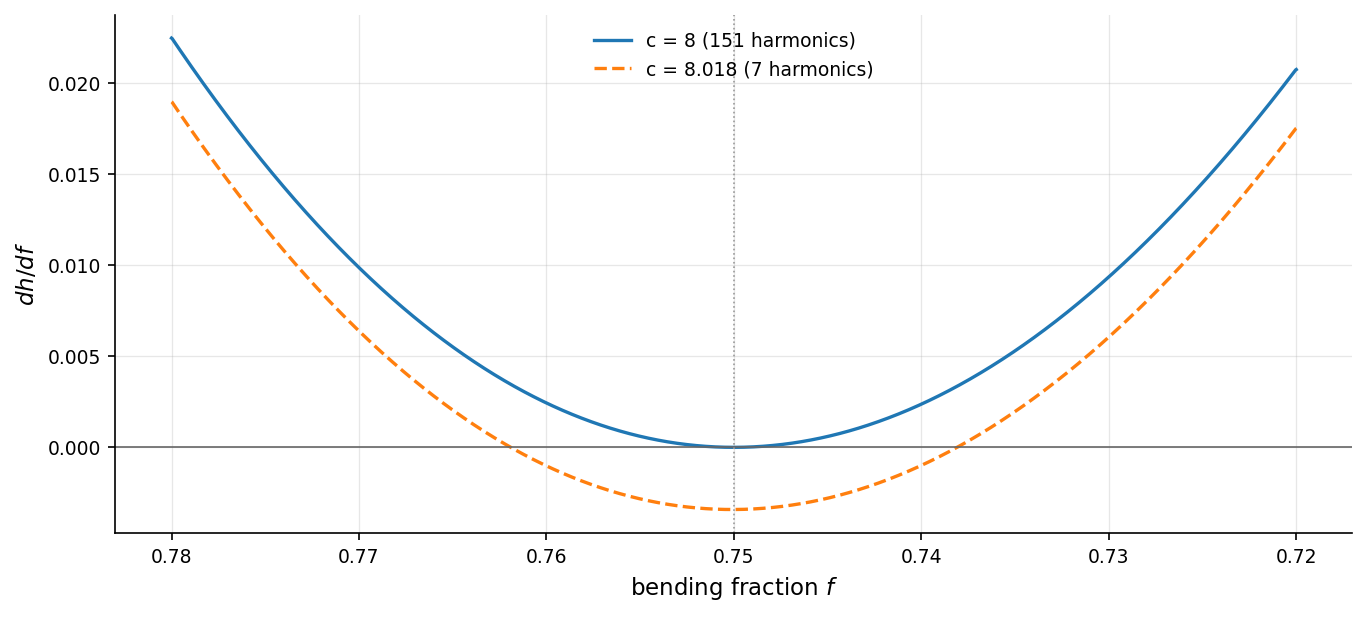 c = 8 (151 harmonics)
c = 8.018 (7 harmonics)
dh/df
0.020
0.015
0.010
0.005
0.000
0.78 0.77 0.76 0.75 0.74 0.73 0.72
bending fraction f